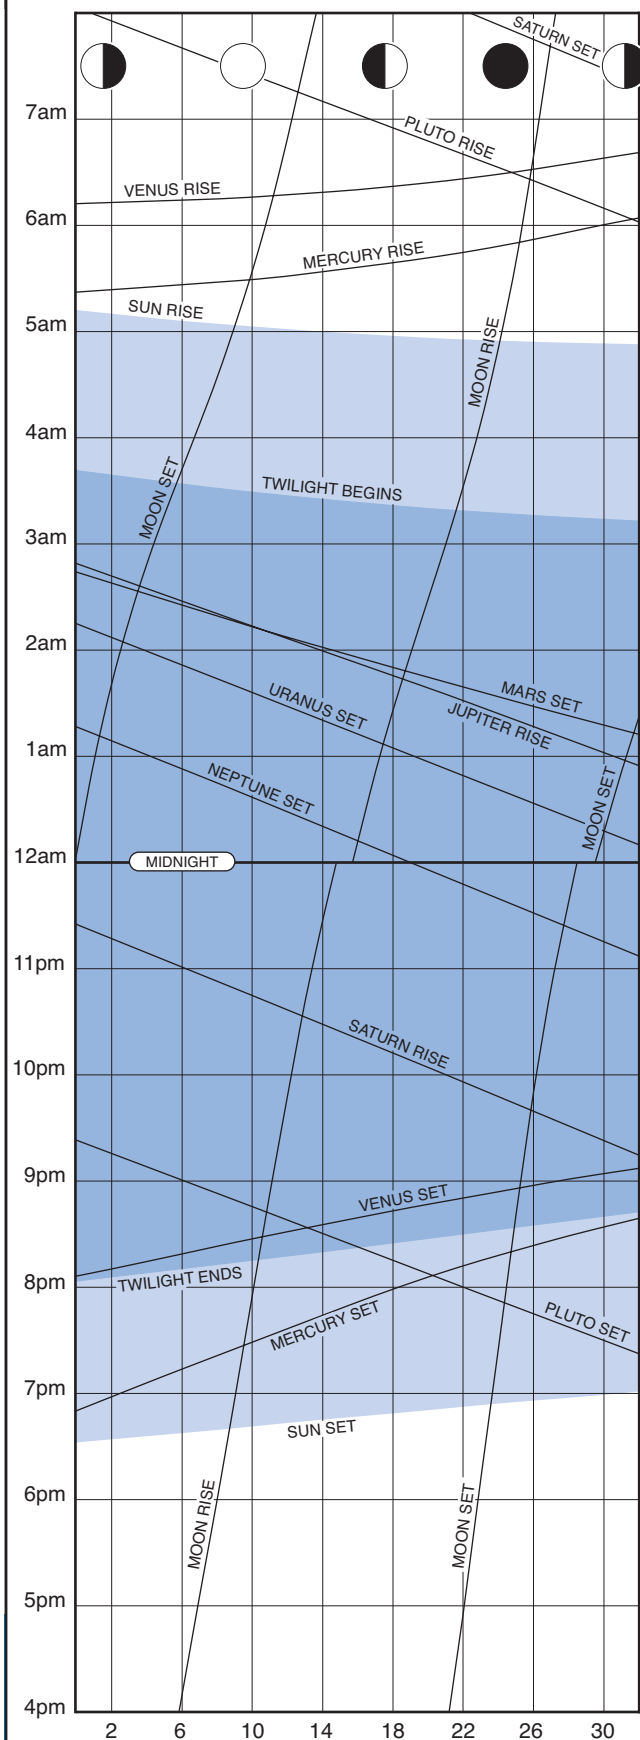 SATURN SET
7am
PLUTO RISE
VENUS RISE
6am
MERCURY RISE
SUN RISE
5am
MOON RISE
4am
MOON SET
TWILIGHT BEGINS
3am
2am
MARS SET
URANUS SET
JUPITER RISE
1am
NEPTUNE SET
MOON SET
12am
MIDNIGHT
11pm
SATURN RISE
10pm
9pm
VENUS SET
TWILIGHT ENDS
8pm
MERCURY SET
PLUTO SET
7pm
SUN SET
6pm
MOON RISE
MOON SET
5pm
4pm
2 6 10 14 18 22 26 30